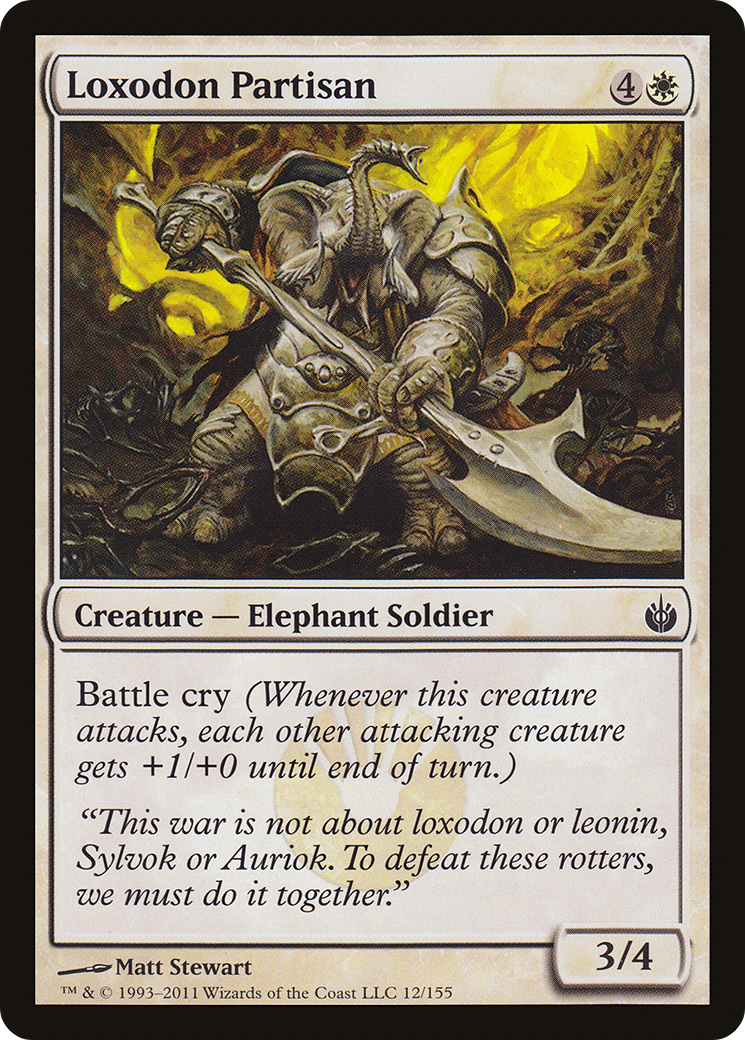 Loxodon Partisan 4
Creature — Elephant Soldier
Battle cry (Whenever this creature
attacks, each other attacking creature
gets +1/+0 until end of turn.)
“This war is not about loxodon or leonin,
Sylvok or Auriok. To defeat these rotters,
we must do it together.”
3/4
Matt Stewart
™ & © 1993–2011 Wizards of the Coast LLC 12/155